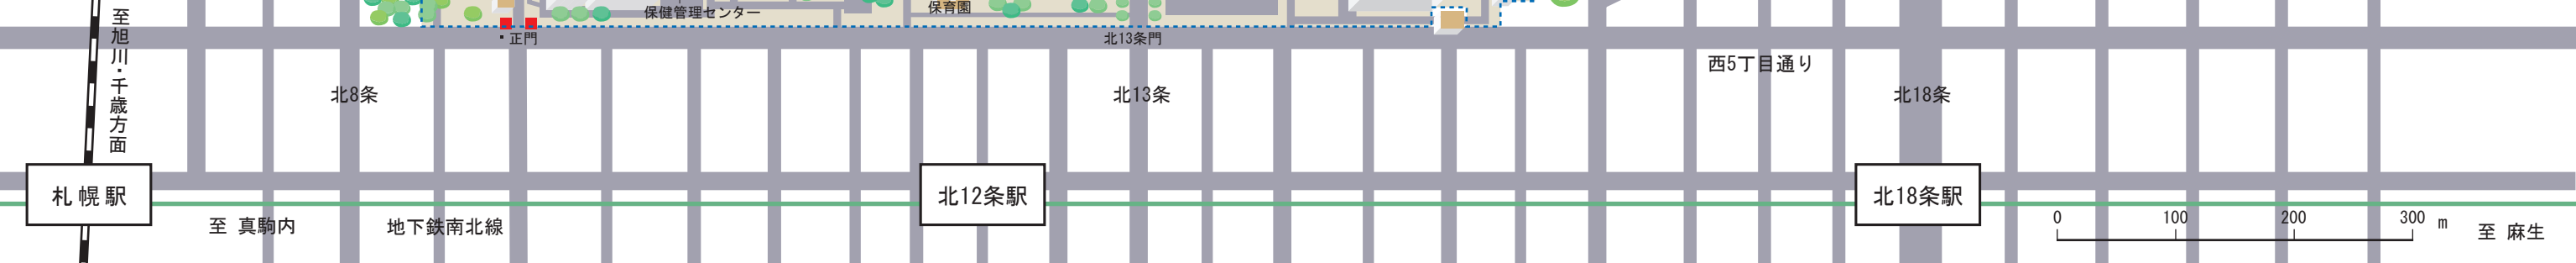 至旭川・千歳方面
保健管理センター
保育園
・正門
北13条門
西5丁目通り
北8条
北13条
北18条
札幌駅
北12条駅
北18条駅
至 真駒内
地下鉄南北線
0 100 200 300 m
至 麻生